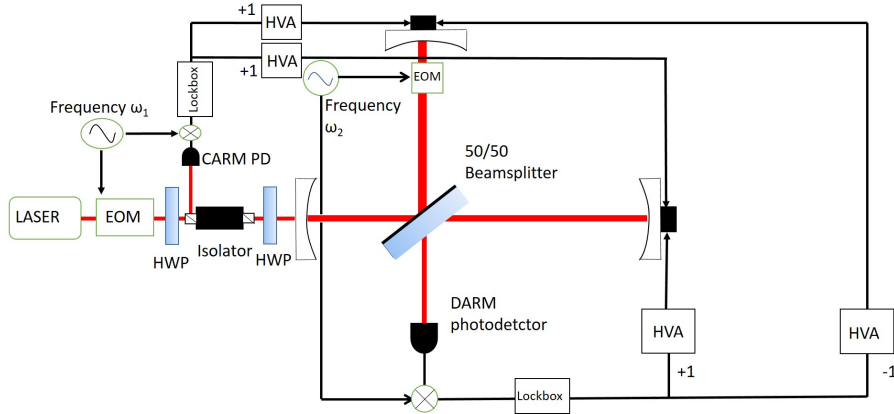 +1
HVA
+1
HVA
Lockbox
EOM
Frequency ω1
Frequency
ω2
CARM PD
50/50
Beamsplitter
LASER
EOM
HWP
Isolator
HWP
DARM
photodetctor
HVA
HVA
+1
-1
Lockbox